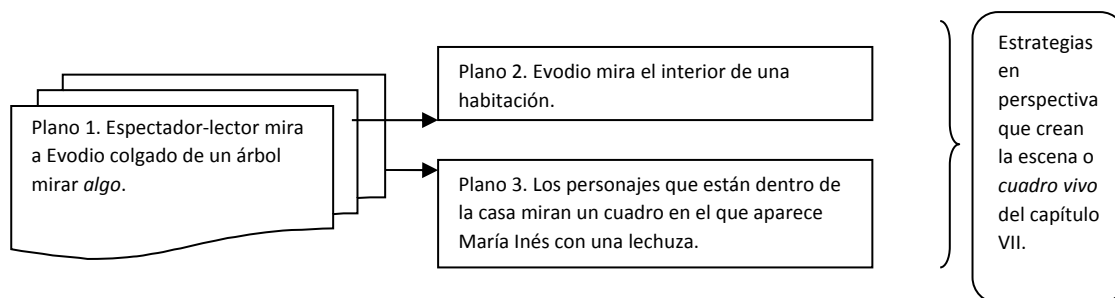 Plano 1. Espectador-lector mira
a Evodio colgado de un árbol
mirar algo.
Plano 2. Evodio mira el interior de una
habitación.
Plano 3. Los personajes que están dentro de
la casa miran un cuadro en el que aparece
María Inés con una lechuza.
Estrategias
en
perspectiva
que crean
la escena o
cuadro vivo
del capítulo
VII.